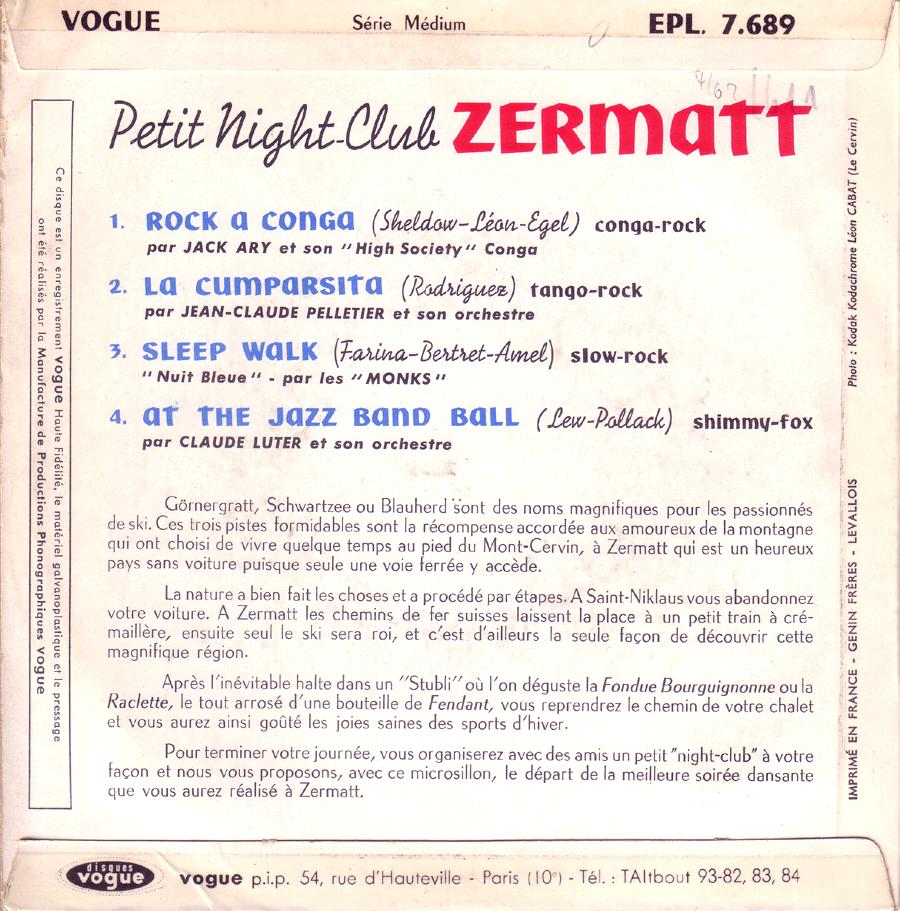 VOGUE Série Médium EPL. 7.689
Petit Night-Club ZERMATT
1. ROCK A CONGA (Sheldow-Léon-Egel) conga-rock
par JACK ARY et son "High Society" Conga
2. LA CUMPARSITA (Rodriguez) tango-rock
par JEAN-CLAUDE PELLETIER et son orchestre
3. SLEEP WALK (Farina-Bertret-Amel) slow-rock
"Nuit Bleue" - par les "MONKS"
4. AT THE JAZZ BAND BALL (Lew-Pollack) shimmy-fox
par CLAUDE LUTER et son orchestre
Görnergratt, Schwartzee ou Blauherd sont des noms magnifiques pour les passionnés
de ski. Ces trois pistes formidables sont la récompense accordée aux amoureux de la montagne
qui ont choisi de vivre quelque temps au pied du Mont-Cervin, à Zermatt qui est un heureux
pays sans voiture puisque seule une voie ferrée y accède.
La nature a bien fait les choses et a procédé par étapes. A Saint-Niklaus vous abandonnez
votre voiture. A Zermatt les chemins de fer suisses laissent la place à un petit train à cré-
maillère, ensuite seul le ski sera roi, et c'est d'ailleurs la seule façon de découvrir cette
magnifique région.
Après l'inévitable halte dans un "Stubli" où l'on déguste la Fondue Bourguignonne ou la
Raclette, le tout arrosé d'une bouteille de Fendant, vous reprendrez le chemin de votre chalet
et vous aurez ainsi goûté les joies saines des sports d'hiver.
Pour terminer votre journée, vous organiserez avec des amis un petit "night-club" à votre
façon et nous vous proposons, avec ce microsillon, le départ de la meilleure soirée dansante
que vous aurez réalisé à Zermatt.
Ce disque est un enregistrement vogue Haute Fidélité, le matériel galvanoplastique et le pressage
ont été réalisés par la Manufacture de Productions Phonographiques vogue
Photo : Kodak Kodachrome Léon CABAT (Le Cervin)
IMPRIMÉ EN FRANCE - GENIN FRÈRES - LEVALLOIS
disques
vogue
vogue p.i.p. 54, rue d'Hauteville - Paris (10°) - Tél. : TAItbout 93-82, 83, 84